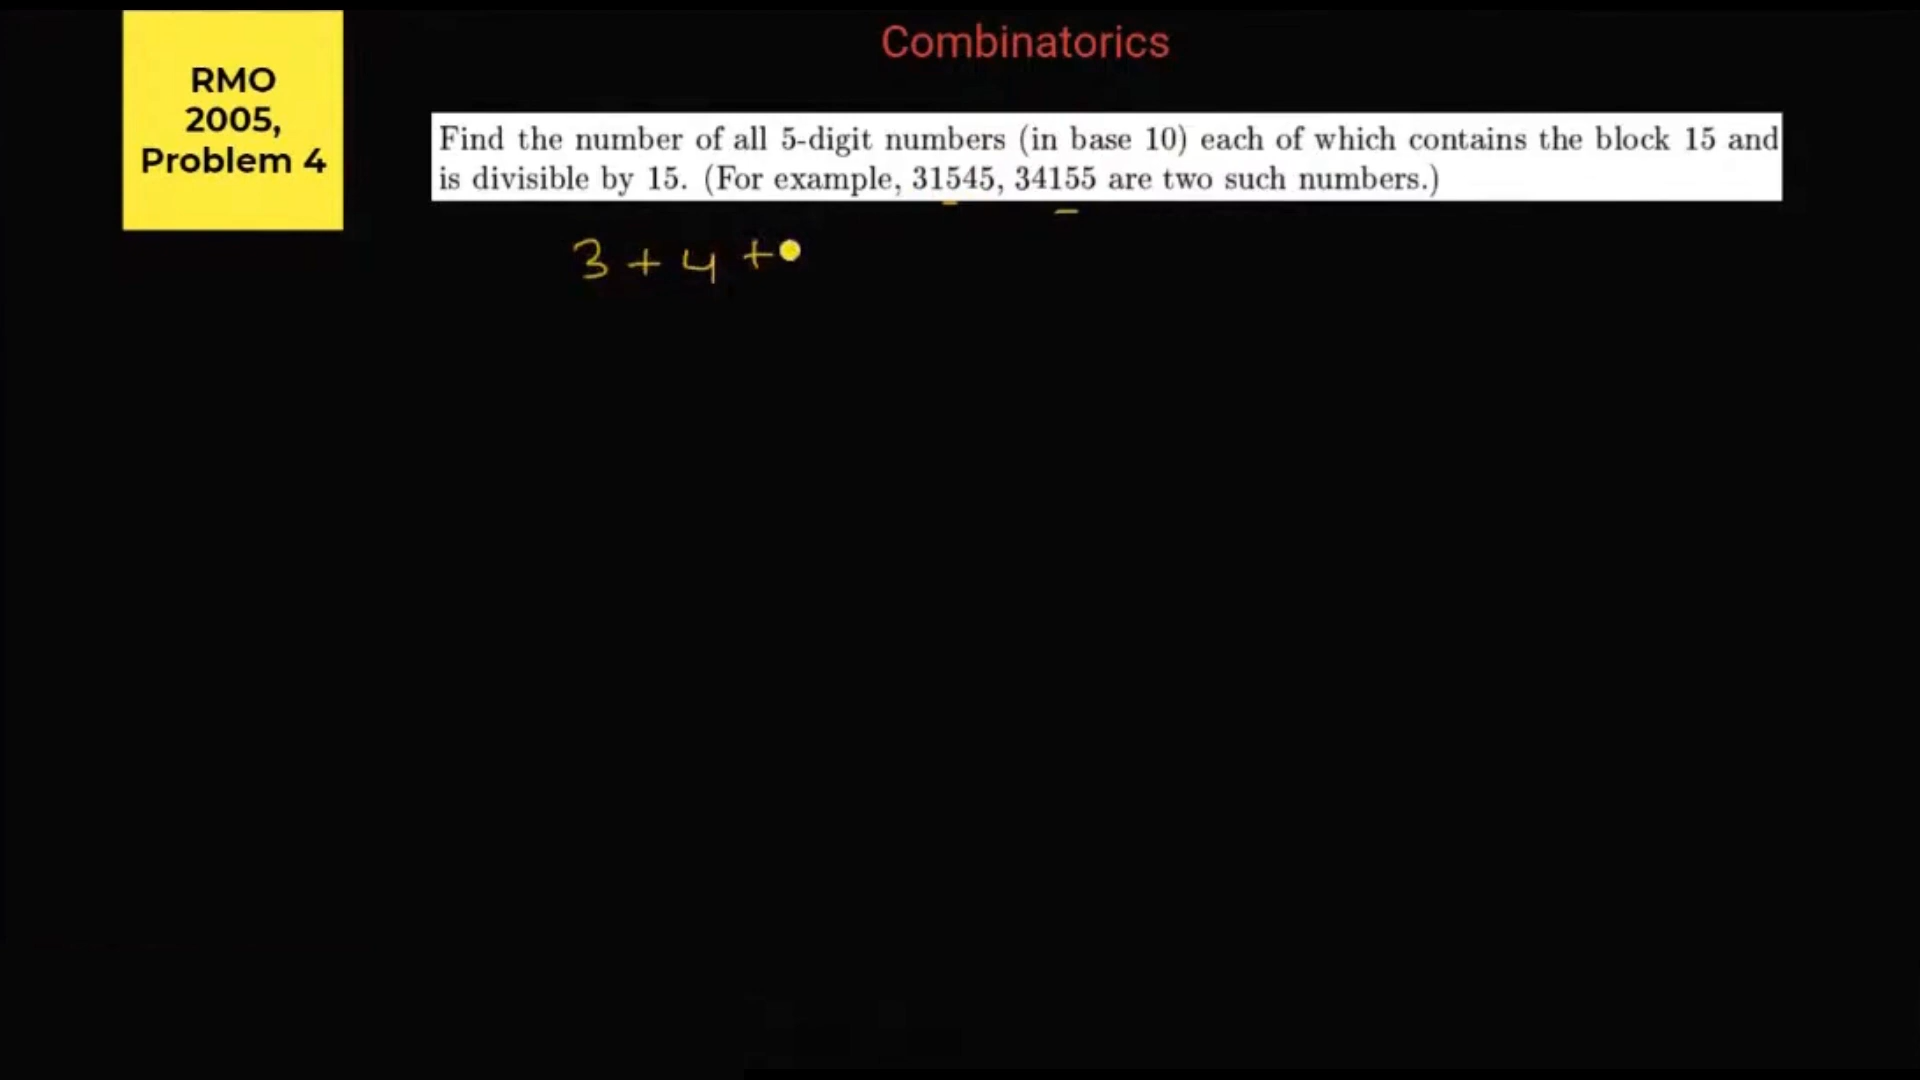 Combinatorics
RMO
2005,
Problem 4
Find the number of all 5-digit numbers (in base 10) each of which contains the block 15 and
is divisible by 15. (For example, 31545, 34155 are two such numbers.)
3 + 4 +